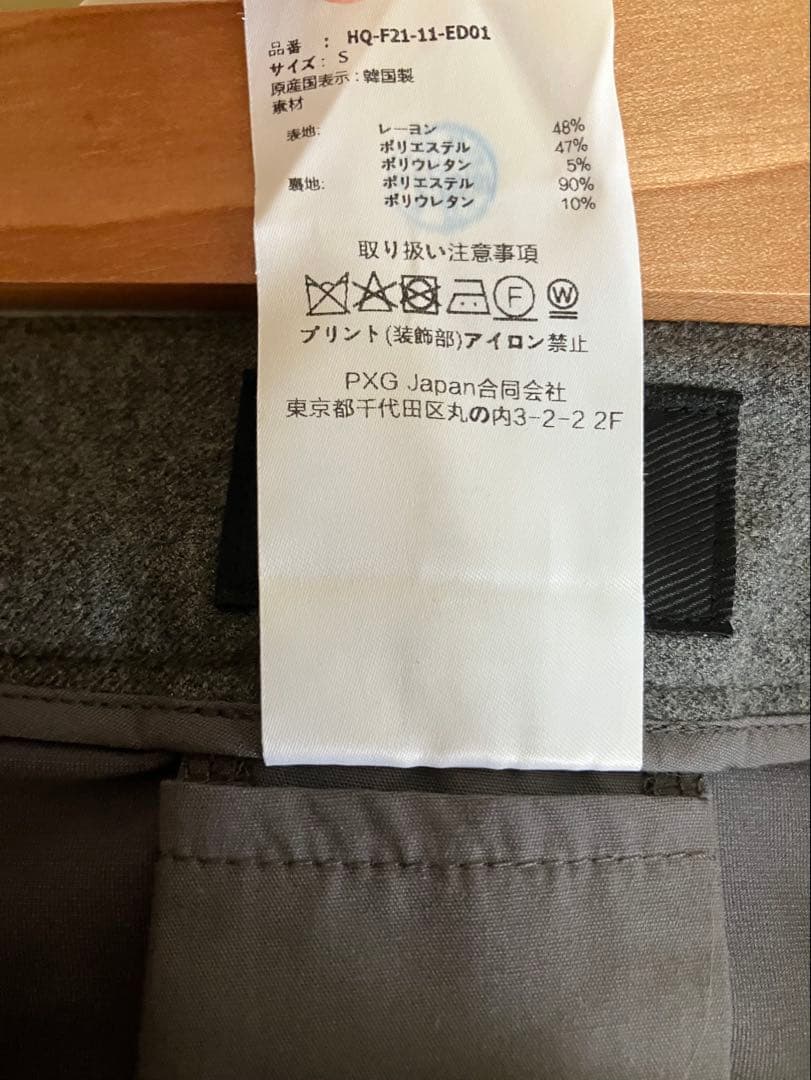 品番 : HQ-F21-11-ED01
サイズ: S
原産国表示:韓国製
素材
表地: レーヨン 48%
ポリエステル 47%
ポリウレタン 5%
裏地: ポリエステル 90%
ポリウレタン 10%
取り扱い注意事項
F W
プリント(装飾部)アイロン禁止
PXG Japan合同会社
東京都千代田区丸の内3-2-2 2F